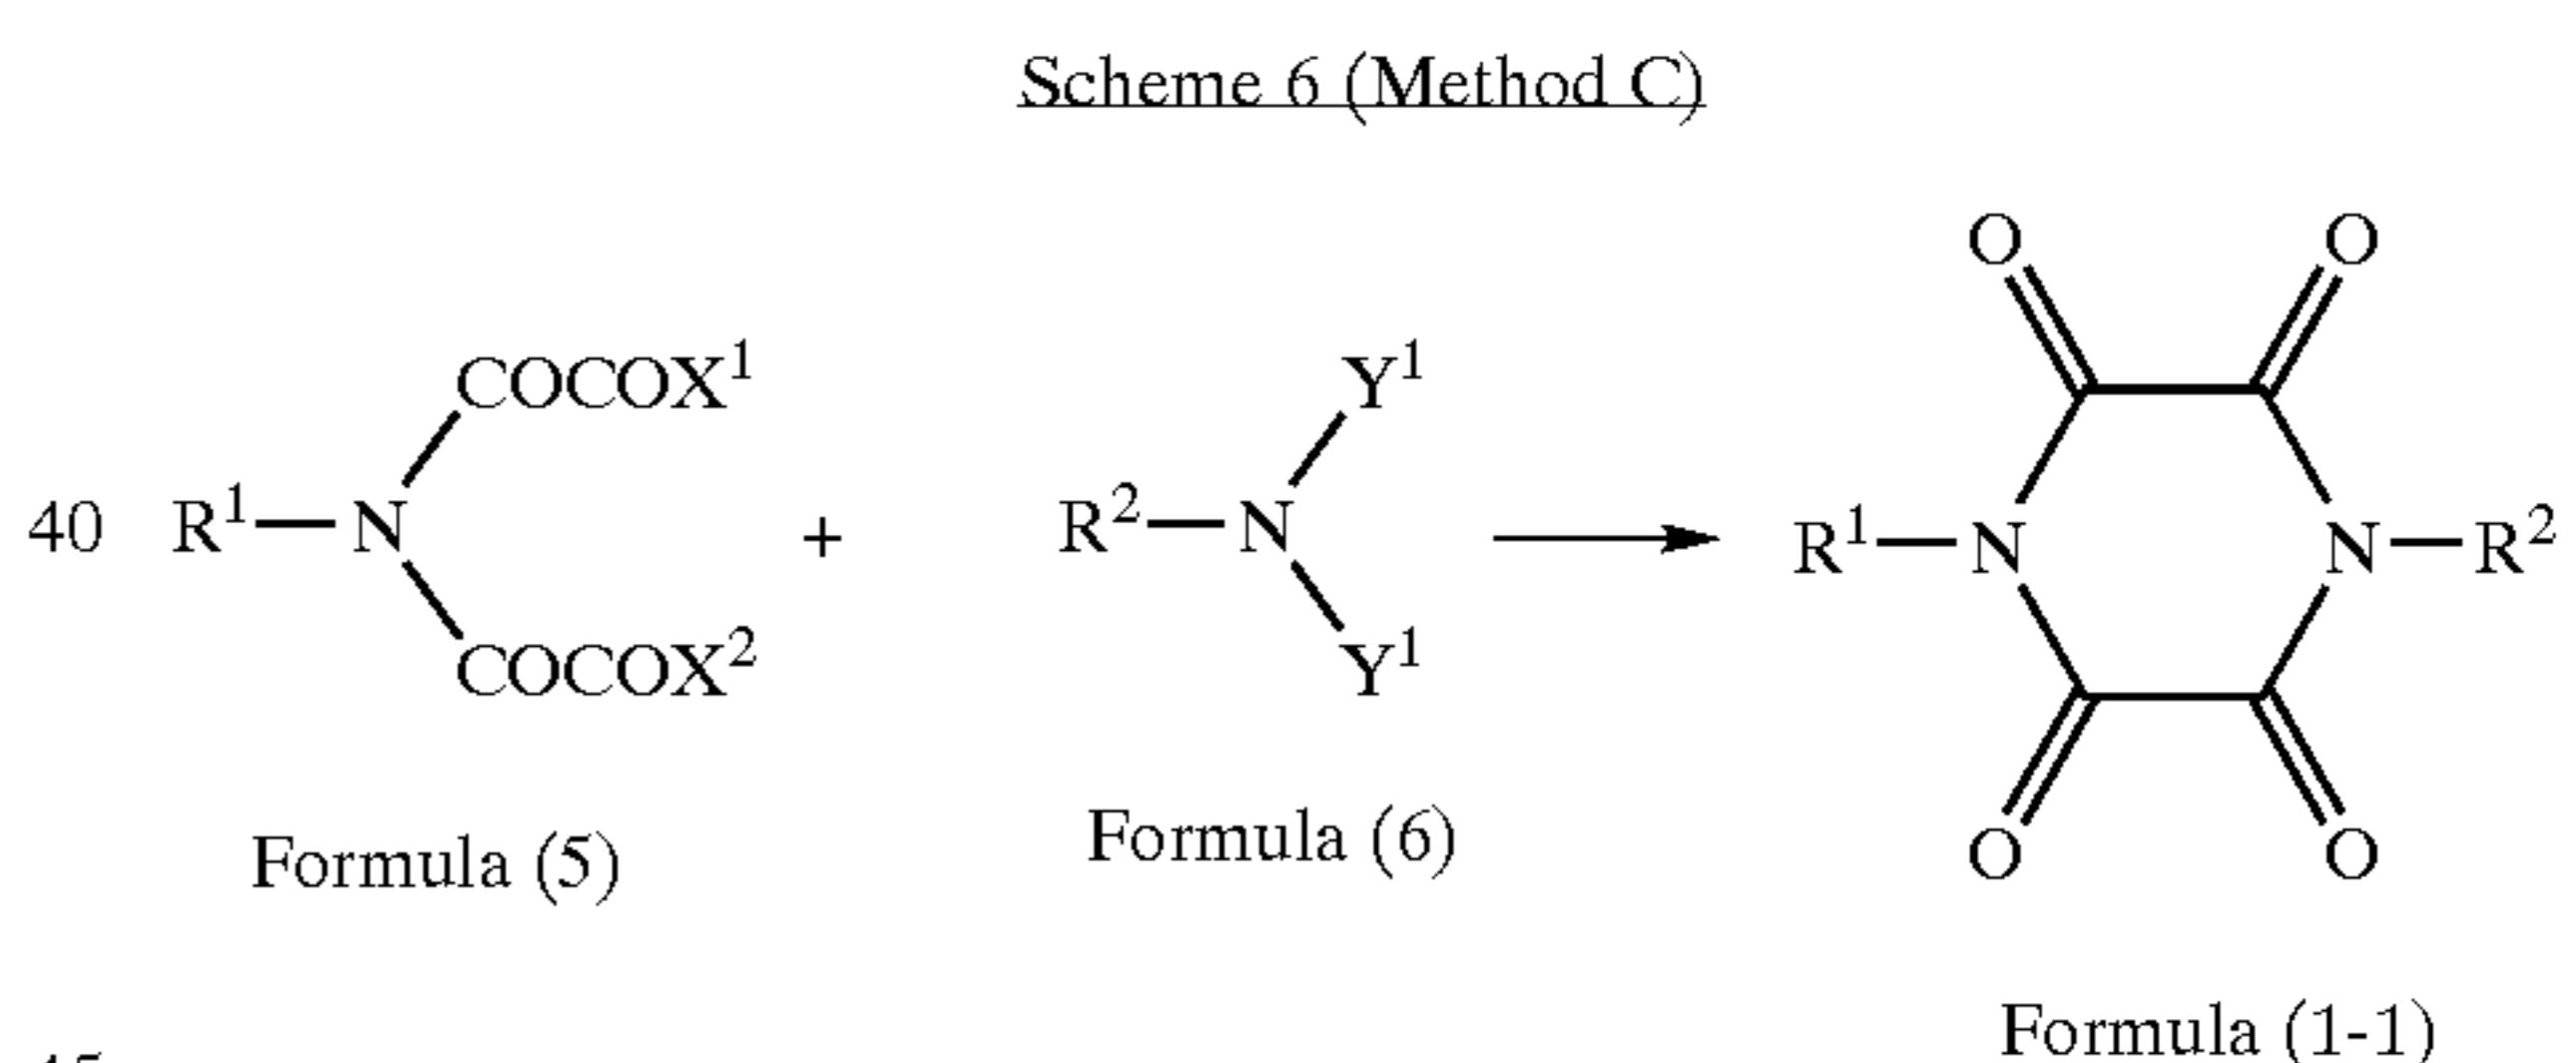 Scheme 6 (Method C)
O O
COCOX¹ Y¹
40 R¹—N + R²—N R¹—N N—R²
COCOX² Y¹
Formula (5) Formula (6) O O
Formula (1-1)